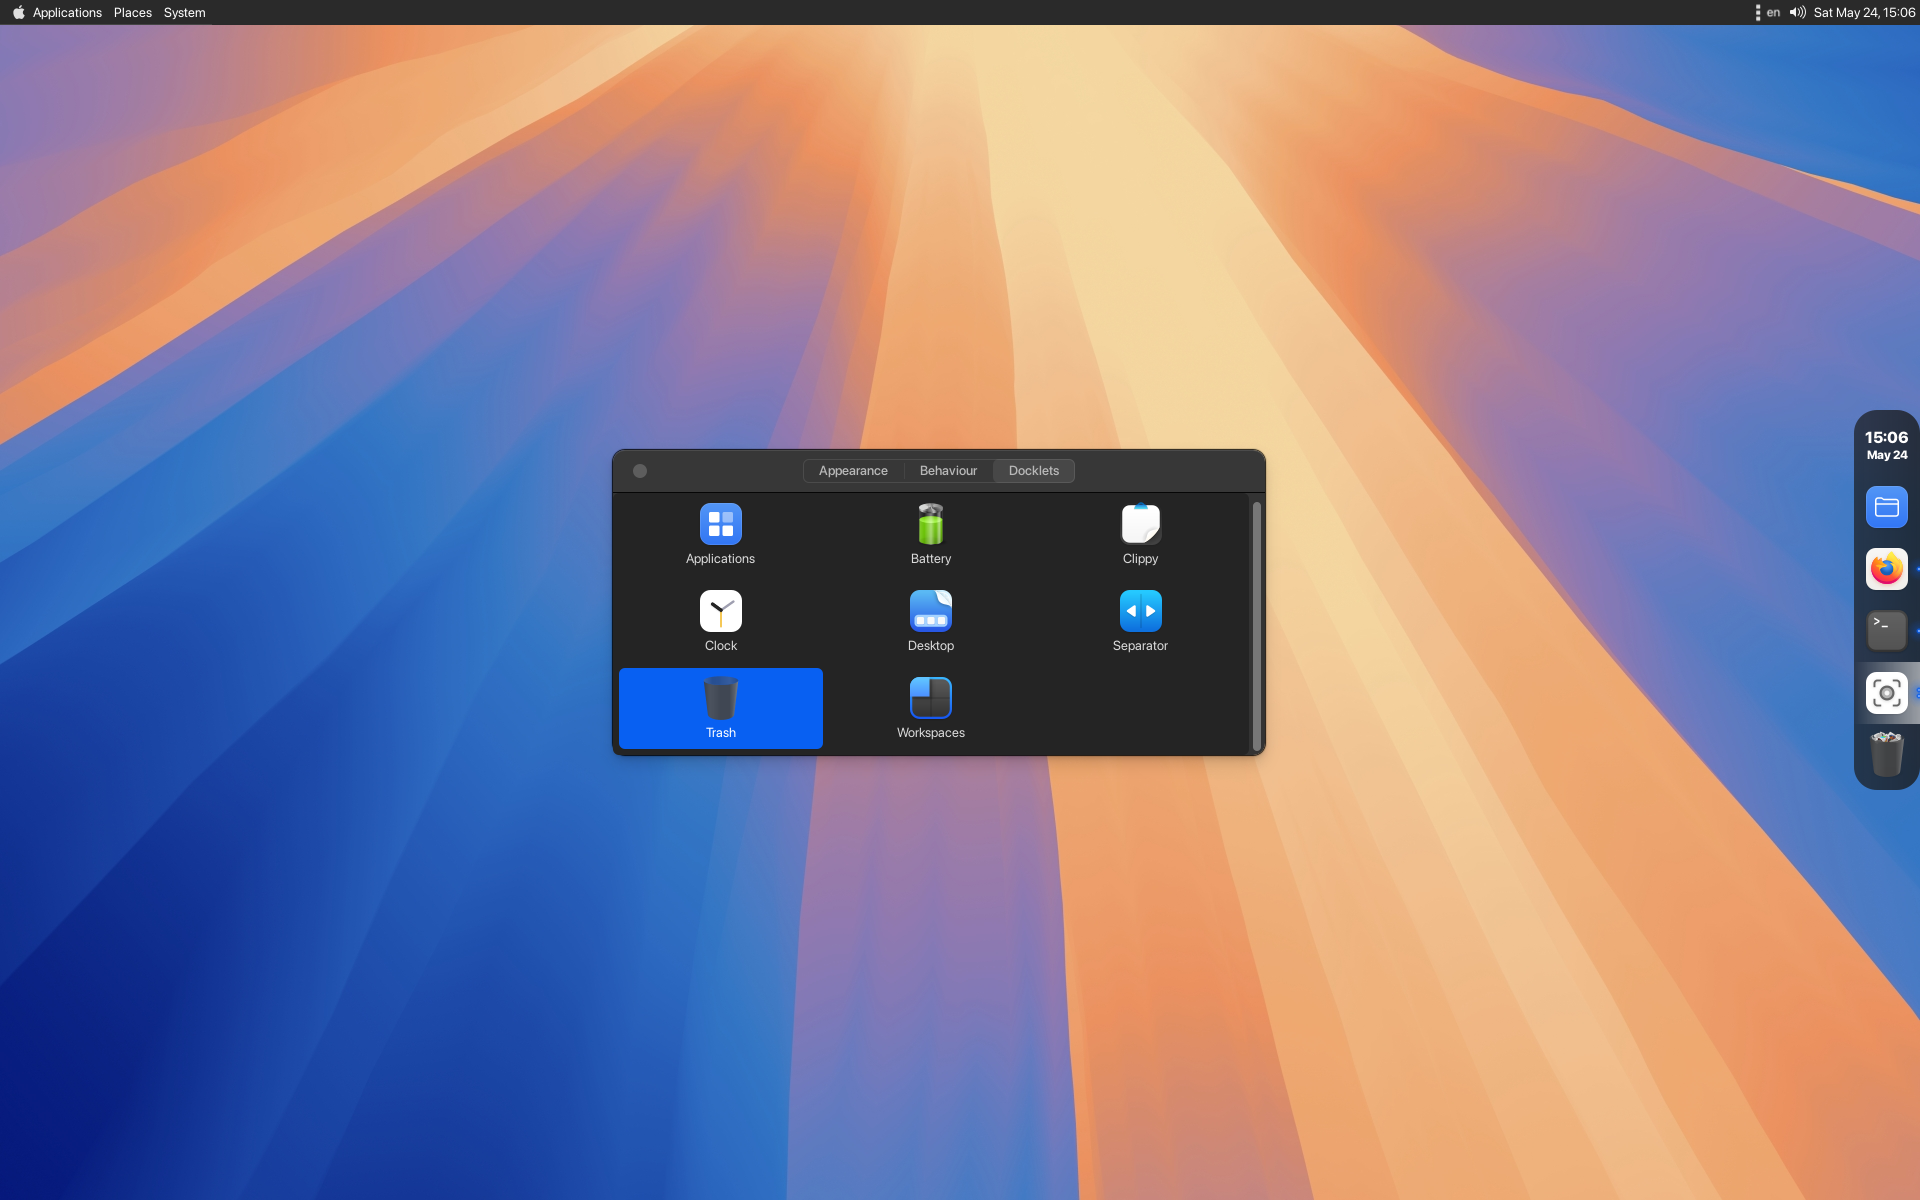 Applications Places System
en Sat May 24, 15:06
Appearance Behaviour Docklets
Applications Battery Clippy
Clock Desktop Separator
Trash Workspaces
15:06
May 24
>_